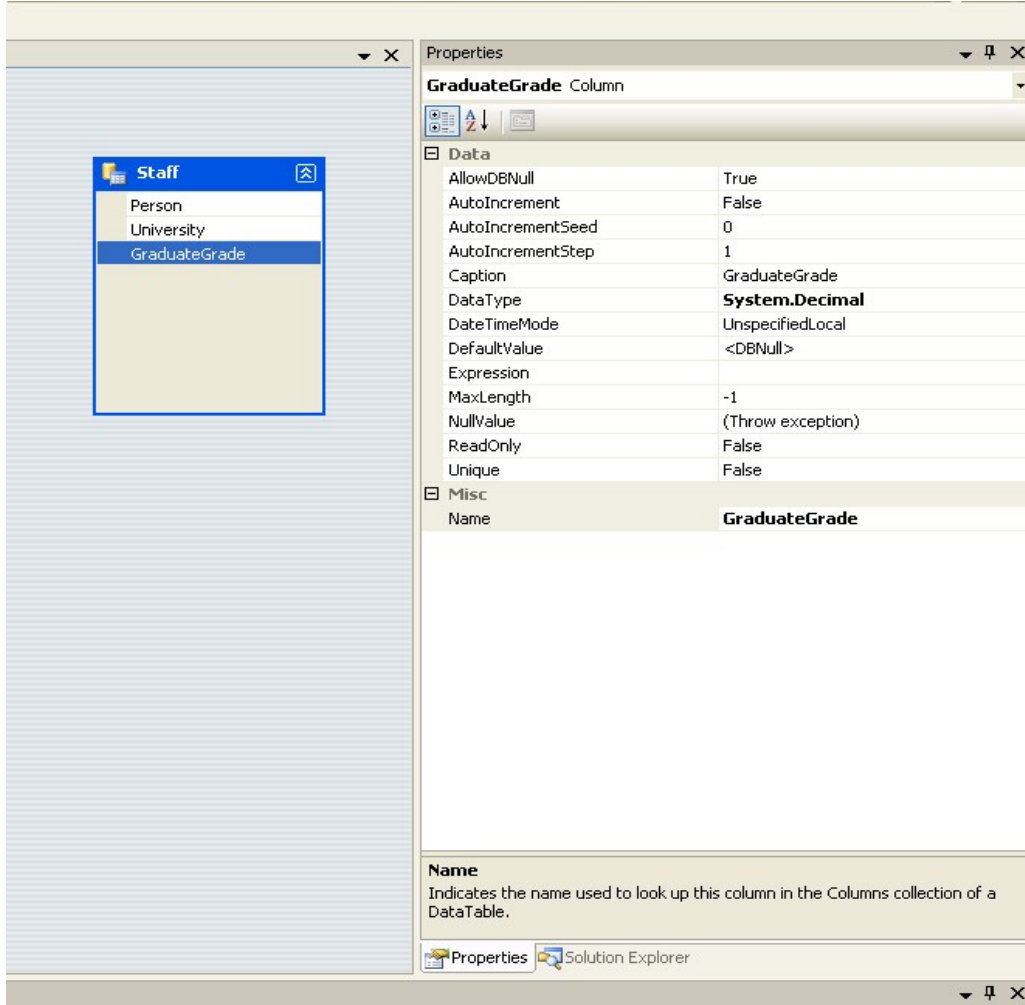 Properties
GraduateGrade Column
Data
AllowDBNull True
AutoIncrement False
AutoIncrementSeed 0
AutoIncrementStep 1
Caption GraduateGrade
DataType System.Decimal
DateTimeMode UnspecifiedLocal
DefaultValue <DBNull>
Expression
MaxLength -1
NullValue (Throw exception)
ReadOnly False
Unique False
Misc
Name GraduateGrade
Staff
Person
University
GraduateGrade
Name
Indicates the name used to look up this column in the Columns collection of a
DataTable.
Properties Solution Explorer